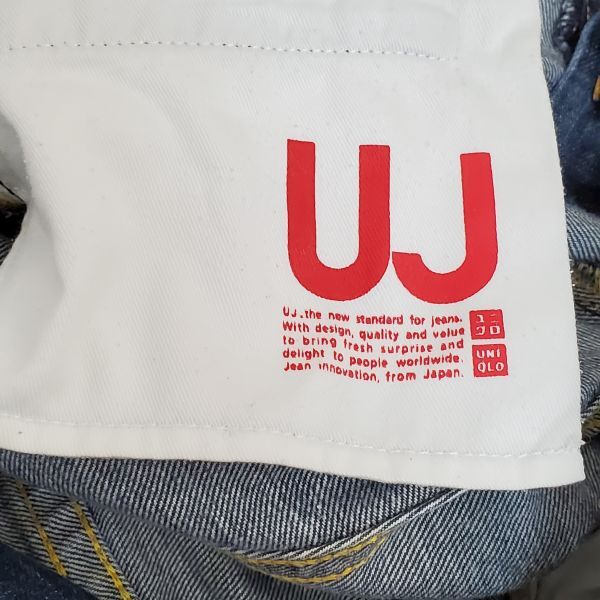 UJ
UJ.the new standard for jeans.
With design, quality and value
to bring fresh surprise and
delight to people worldwide.
Jean innovation, from Japan.
ユニ
クロ
UNI
QLO